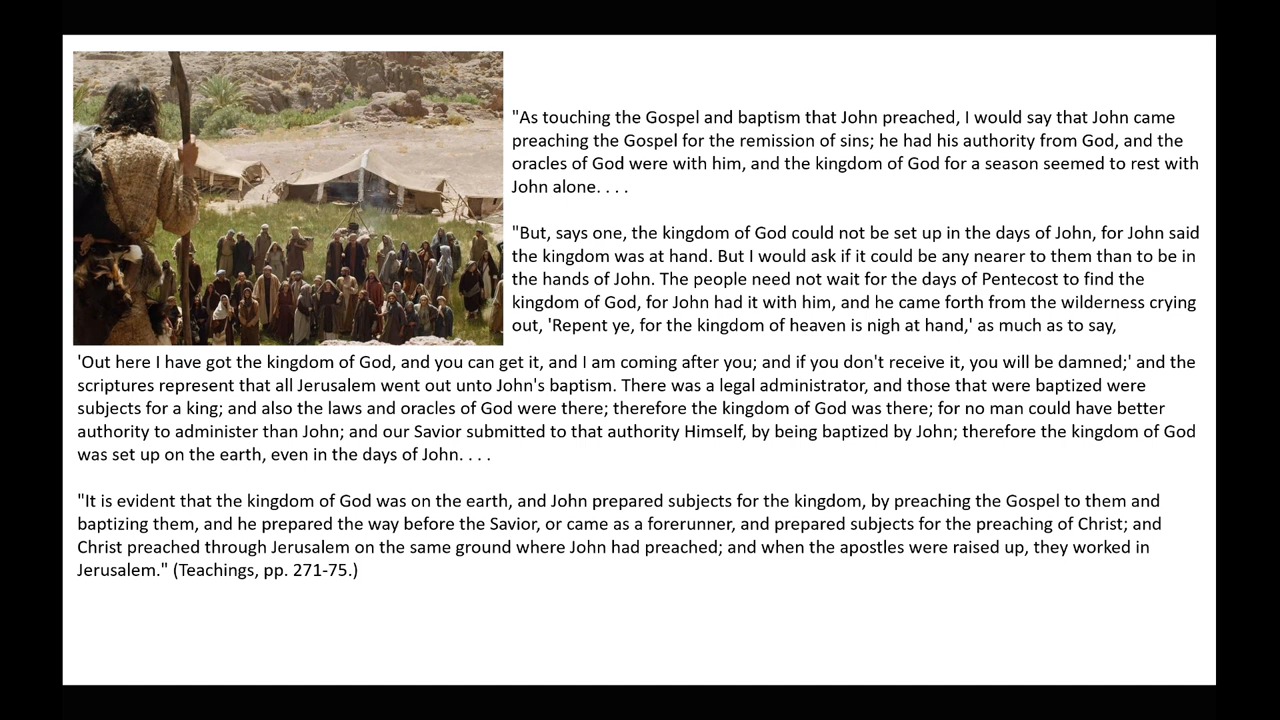 "As touching the Gospel and baptism that John preached, I would say that John came
preaching the Gospel for the remission of sins; he had his authority from God, and the
oracles of God were with him, and the kingdom of God for a season seemed to rest with
John alone. . . .
"But, says one, the kingdom of God could not be set up in the days of John, for John said
the kingdom was at hand. But I would ask if it could be any nearer to them than to be in
the hands of John. The people need not wait for the days of Pentecost to find the
kingdom of God, for John had it with him, and he came forth from the wilderness crying
out, 'Repent ye, for the kingdom of heaven is nigh at hand,' as much as to say,
'Out here I have got the kingdom of God, and you can get it, and I am coming after you; and if you don't receive it, you will be damned;' and the
scriptures represent that all Jerusalem went out unto John's baptism. There was a legal administrator, and those that were baptized were
subjects for a king; and also the laws and oracles of God were there; therefore the kingdom of God was there; for no man could have better
authority to administer than John; and our Savior submitted to that authority Himself, by being baptized by John; therefore the kingdom of God
was set up on the earth, even in the days of John. . . .
"It is evident that the kingdom of God was on the earth, and John prepared subjects for the kingdom, by preaching the Gospel to them and
baptizing them, and he prepared the way before the Savior, or came as a forerunner, and prepared subjects for the preaching of Christ; and
Christ preached through Jerusalem on the same ground where John had preached; and when the apostles were raised up, they worked in
Jerusalem." (Teachings, pp. 271-75.)